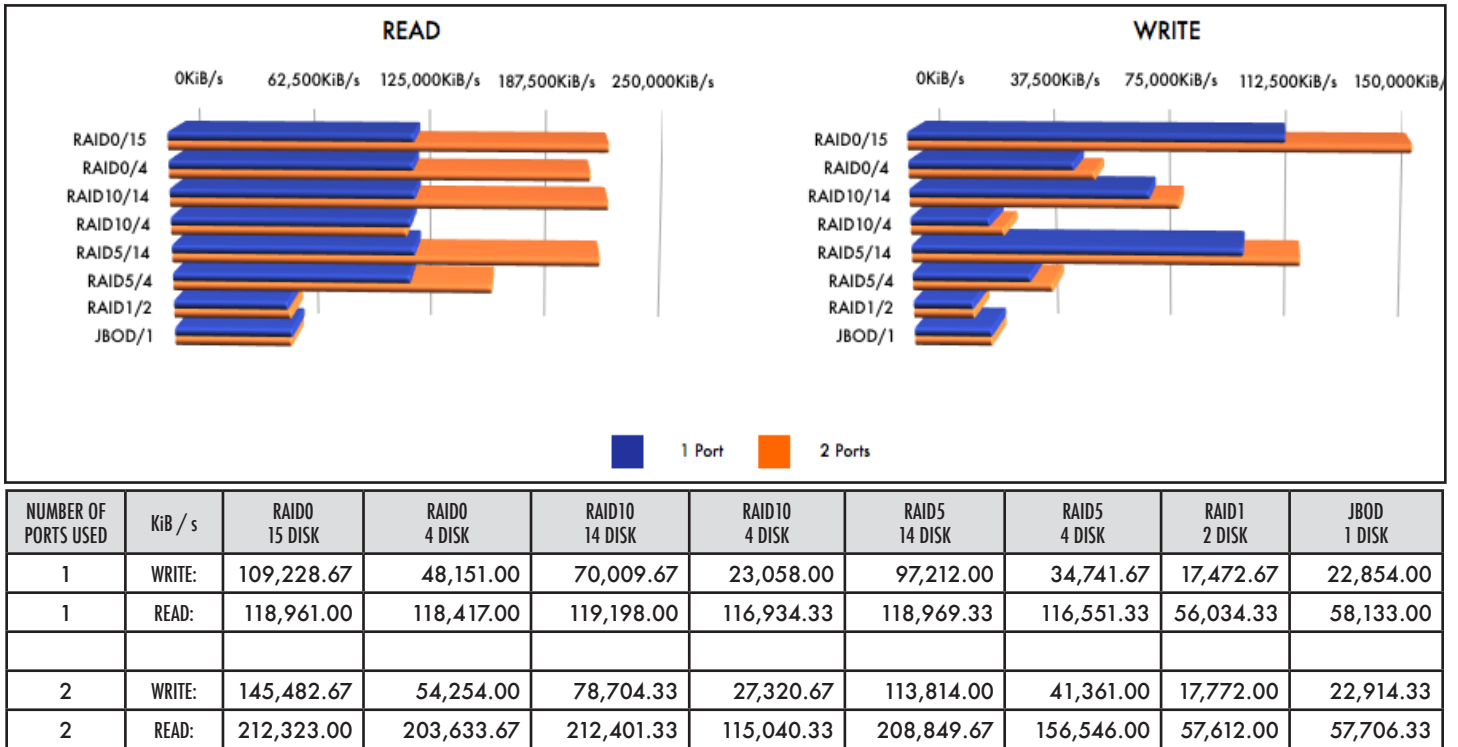 READ
WRITE
0KiB/s 62,500KiB/s 125,000KiB/s 187,500KiB/s 250,000KiB/s
0KiB/s 37,500KiB/s 75,000KiB/s 112,500KiB/s 150,000KiB/
RAID0/15
RAID0/4
RAID10/14
RAID10/4
RAID5/14
RAID5/4
RAID1/2
JBOD/1
RAID0/15
RAID0/4
RAID10/14
RAID10/4
RAID5/14
RAID5/4
RAID1/2
JBOD/1
1 Port 2 Ports
NUMBER OF PORTS USED KiB / s RAID0 15 DISK RAID0 4 DISK RAID10 14 DISK RAID10 4 DISK RAID5 14 DISK RAID5 4 DISK RAID1 2 DISK JBOD 1 DISK
1 WRITE: 109,228.67 48,151.00 70,009.67 23,058.00 97,212.00 34,741.67 17,472.67 22,854.00
1 READ: 118,961.00 118,417.00 119,198.00 116,934.33 118,969.33 116,551.33 56,034.33 58,133.00
2 WRITE: 145,482.67 54,254.00 78,704.33 27,320.67 113,814.00 41,361.00 17,772.00 22,914.33
2 READ: 212,323.00 203,633.67 212,401.33 115,040.33 208,849.67 156,546.00 57,612.00 57,706.33